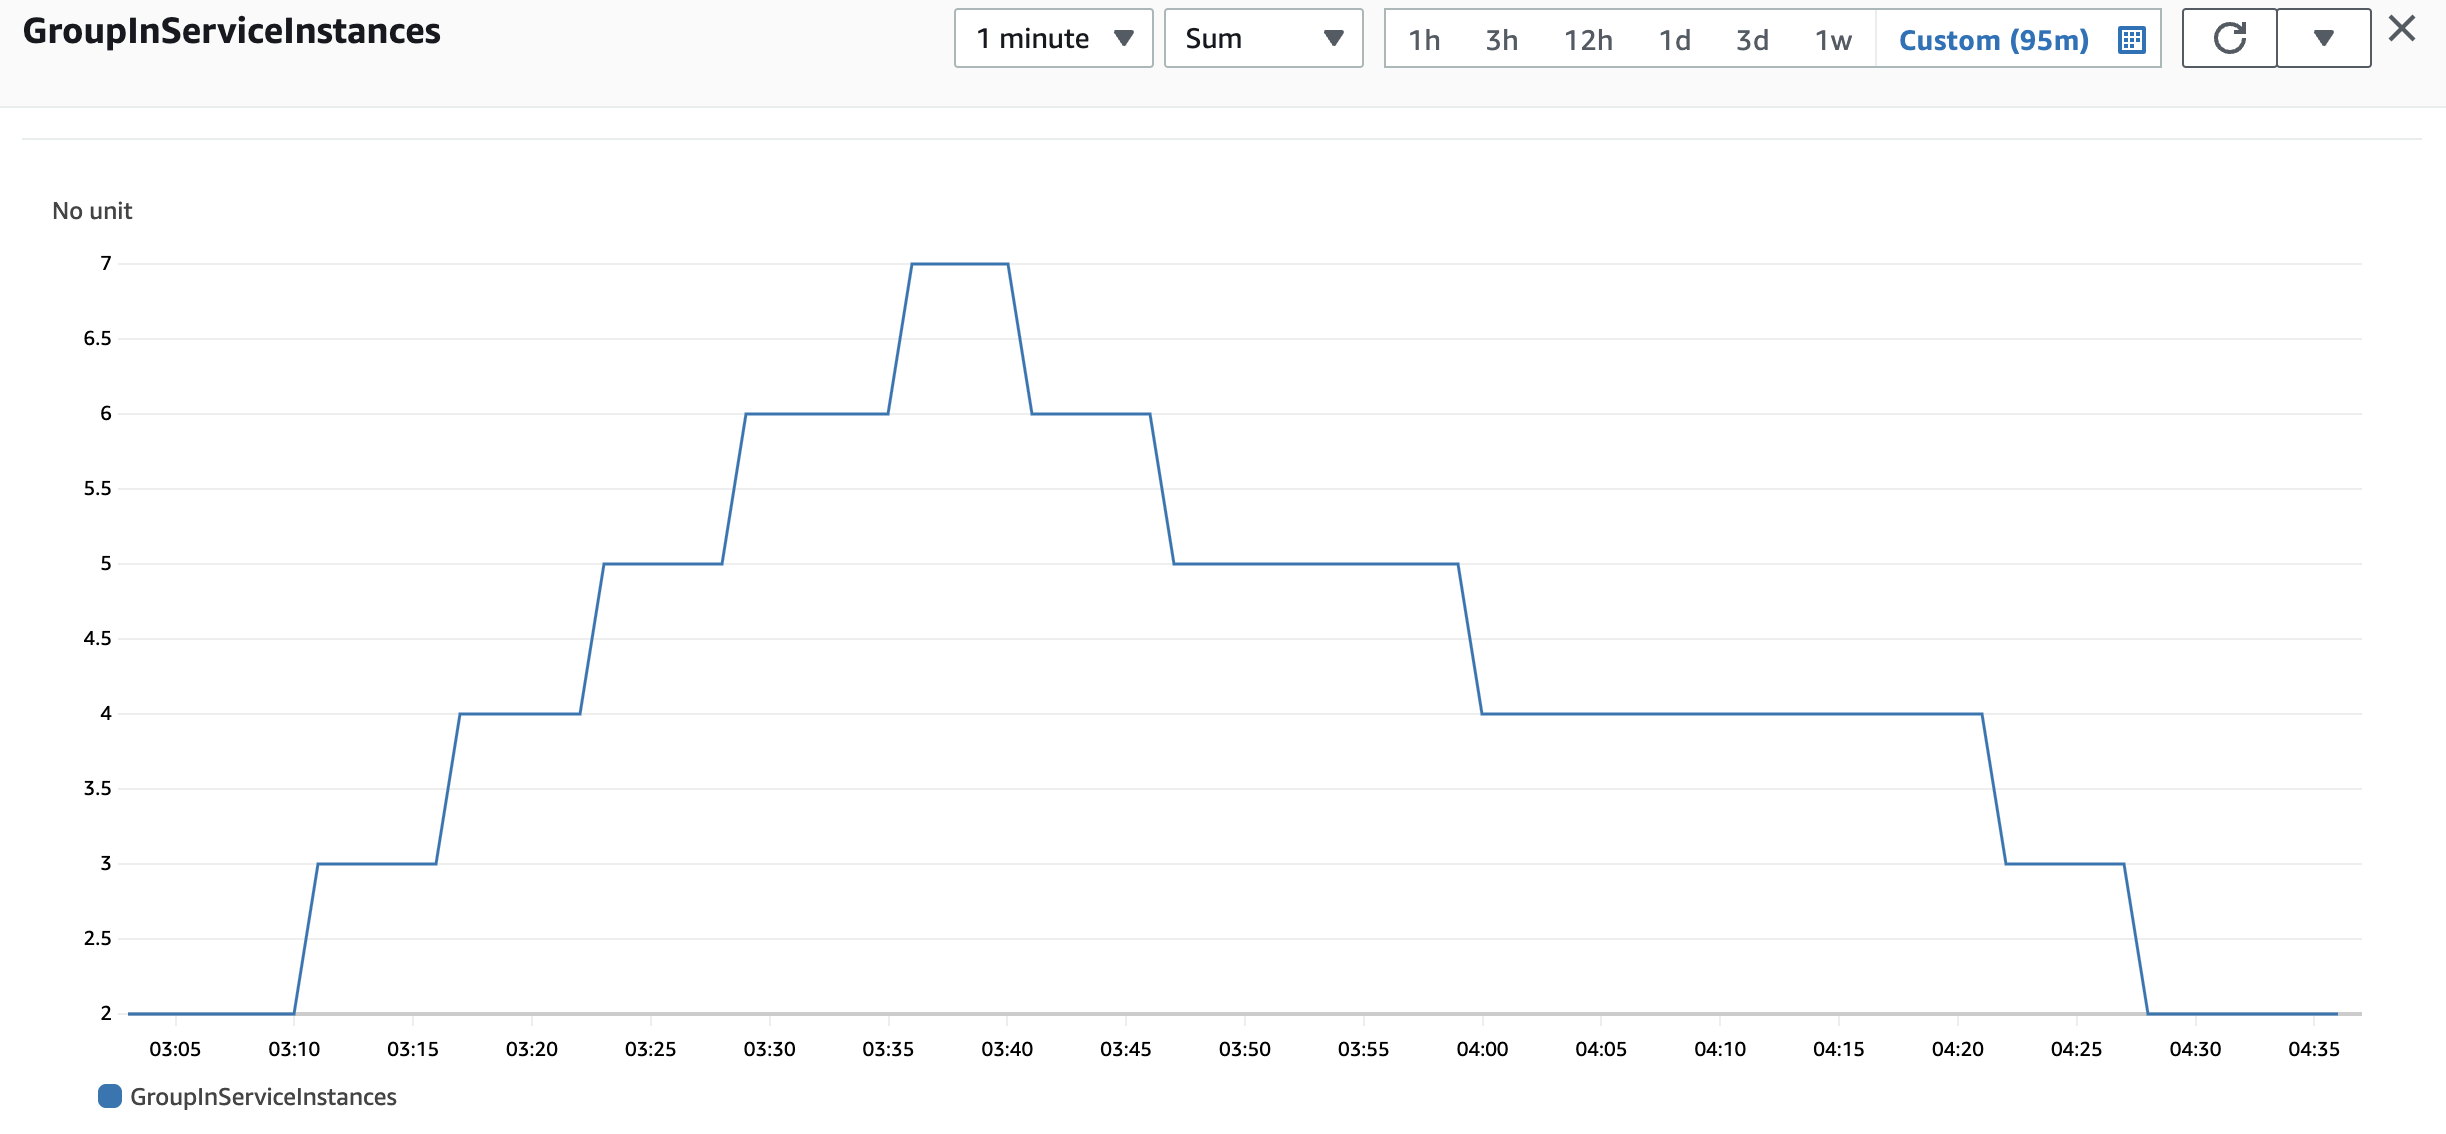 GroupInServiceInstances
1 minute
Sum
1h 3h 12h 1d 3d 1w Custom (95m)
No unit
7
6.5
6
5.5
5
4.5
4
3.5
3
2.5
2
03:05 03:10 03:15 03:20 03:25 03:30 03:35 03:40 03:45 03:50 03:55 04:00 04:05 04:10 04:15 04:20 04:25 04:30 04:35
GroupInServiceInstances